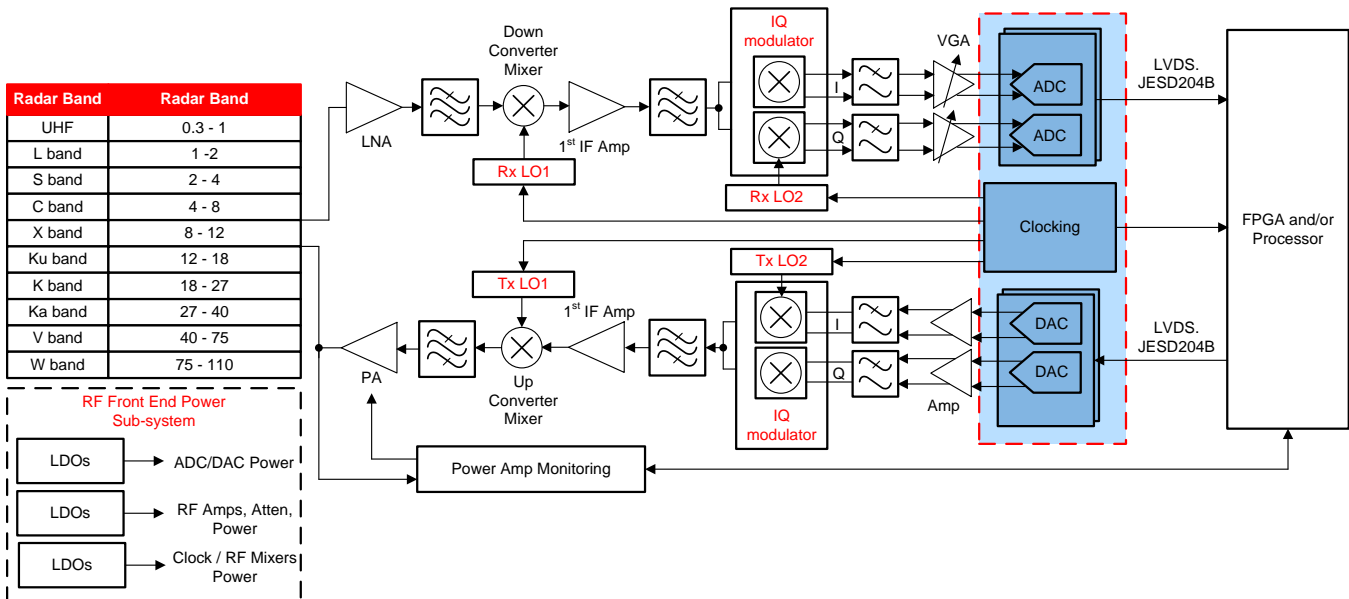 Radar Band Radar Band
UHF 0.3 - 1
L band 1 -2
S band 2 - 4
C band 4 - 8
X band 8 - 12
Ku band 12 - 18
K band 18 - 27
Ka band 27 - 40
V band 40 - 75
W band 75 - 110
RF Front End Power
Sub-system
LDOs
ADC/DAC Power
LDOs
RF Amps, Atten,
Power
LDOs
Clock / RF Mixers
Power
LNA
Down
Converter
Mixer
1st IF Amp
Rx LO1
IQ
modulator
I
Q
Rx LO2
VGA
ADC
ADC
LVDS.
JESD204B
Clocking
FPGA and/or
Processor
Tx LO1
Tx LO2
1st IF Amp
PA
Up
Converter
Mixer
I
Q
IQ
modulator
Amp
DAC
DAC
LVDS.
JESD204B
Power Amp Monitoring